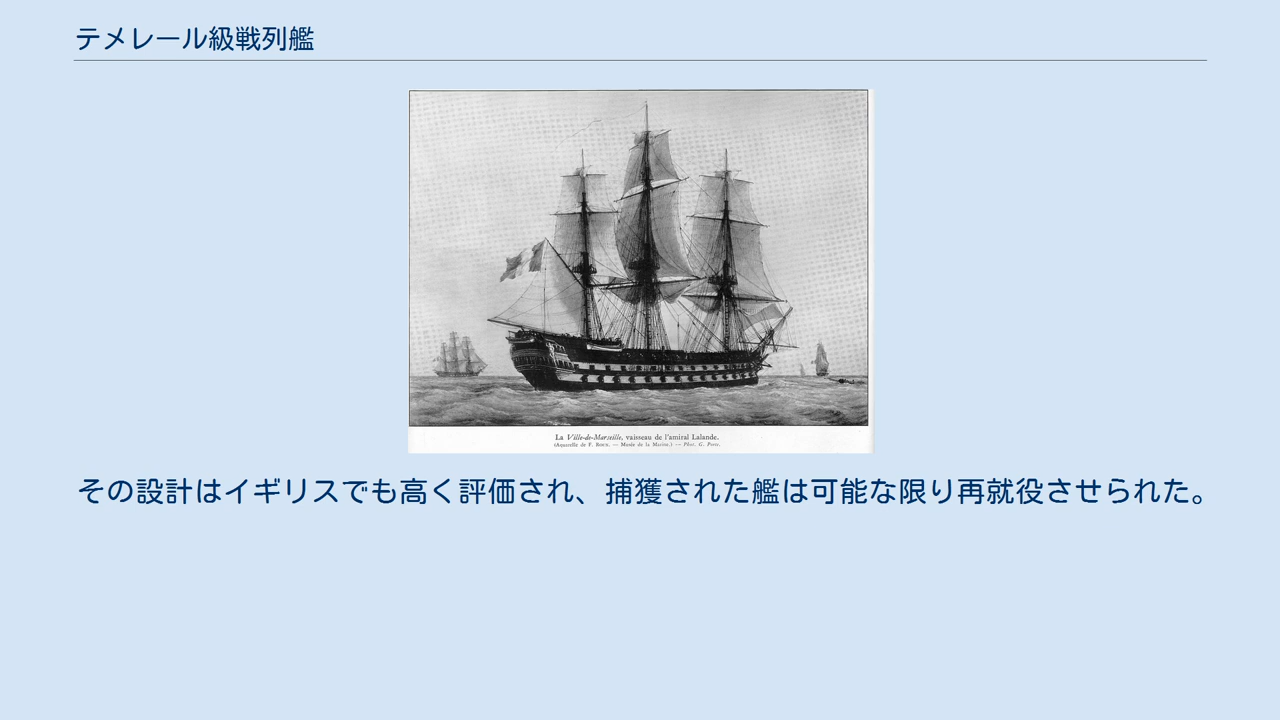 テメレール級戦列艦
La Ville-de-Marseille, vaisseau de l'amiral Lalande.
(Aquarelle de F. Roux. — Musée de la Marine.) — Phot. G. Petit.
その設計はイギリスでも高く評価され、捕獲された艦は可能な限り再就役させられた。